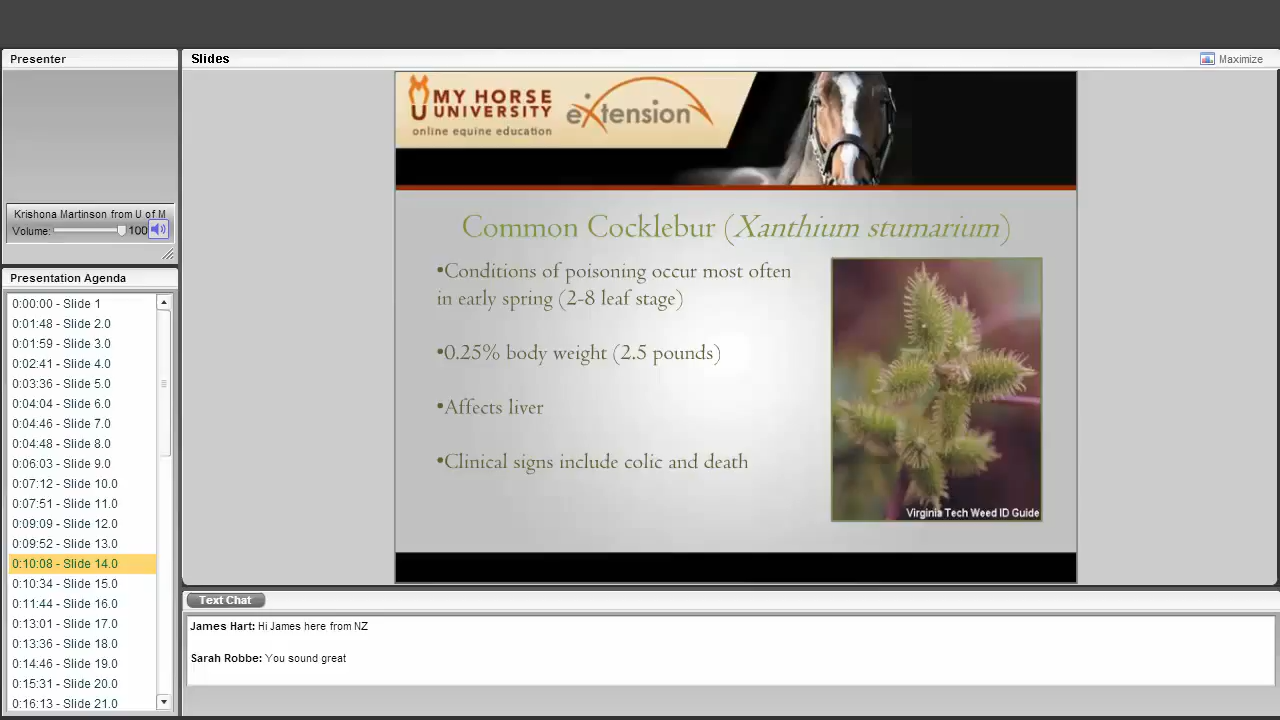 Presenter
Slides
Maximize
MY HORSE
UNIVERSITY
online equine education
eXtension
Krishona Martinson from U of M
Volume: 100
Presentation Agenda
0:00:00 - Slide 1
0:01:48 - Slide 2.0
0:01:59 - Slide 3.0
0:02:41 - Slide 4.0
0:03:36 - Slide 5.0
0:04:04 - Slide 6.0
0:04:46 - Slide 7.0
0:04:48 - Slide 8.0
0:06:03 - Slide 9.0
0:07:12 - Slide 10.0
0:07:51 - Slide 11.0
0:09:09 - Slide 12.0
0:09:52 - Slide 13.0
0:10:08 - Slide 14.0
0:10:34 - Slide 15.0
0:11:44 - Slide 16.0
0:13:01 - Slide 17.0
0:13:36 - Slide 18.0
0:14:46 - Slide 19.0
0:15:31 - Slide 20.0
0:16:13 - Slide 21.0
Common Cocklebur (Xanthium stumarium)
•Conditions of poisoning occur most often
in early spring (2-8 leaf stage)
•0.25% body weight (2.5 pounds)
•Affects liver
•Clinical signs include colic and death
Virginia Tech Weed ID Guide
Text Chat
James Hart: Hi James here from NZ
Sarah Robbe: You sound great